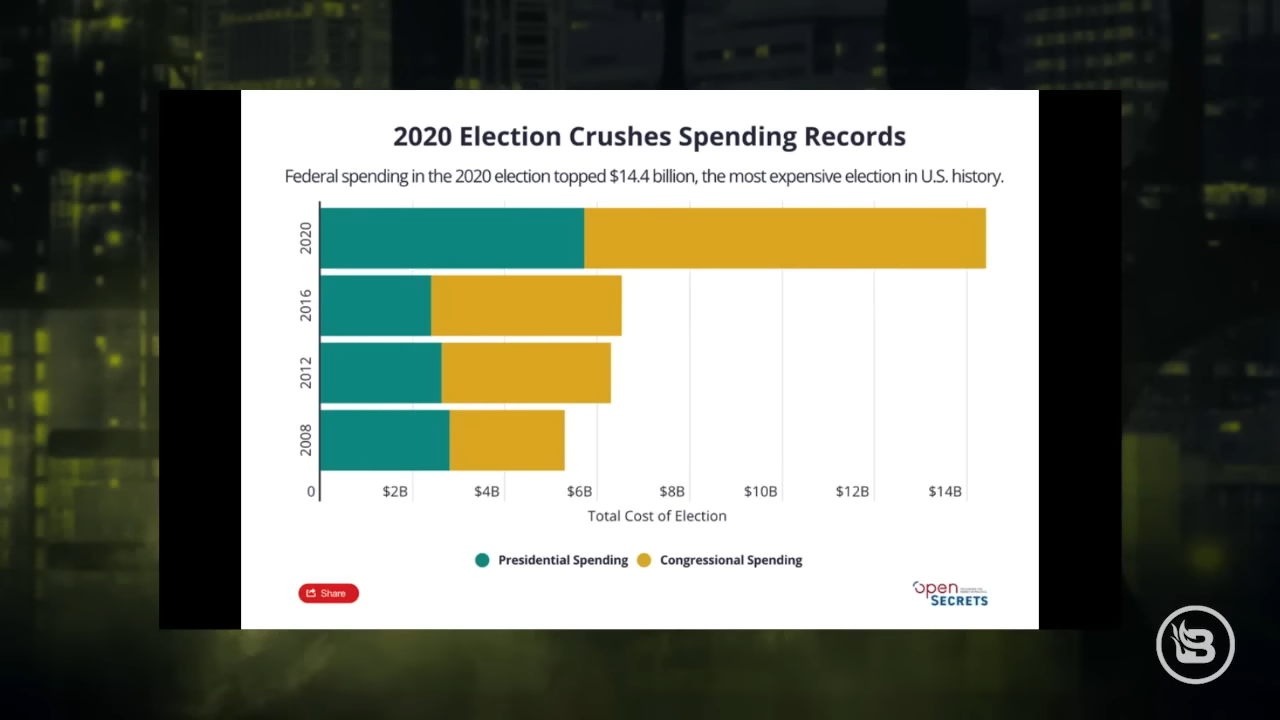 2020 Election Crushes Spending Records
Federal spending in the 2020 election topped $14.4 billion, the most expensive election in U.S. history.
2020
2016
2012
2008
0 $2B $4B $6B $8B $10B $12B $14B
Total Cost of Election
Presidential Spending Congressional Spending
Share
open
SECRETS
B